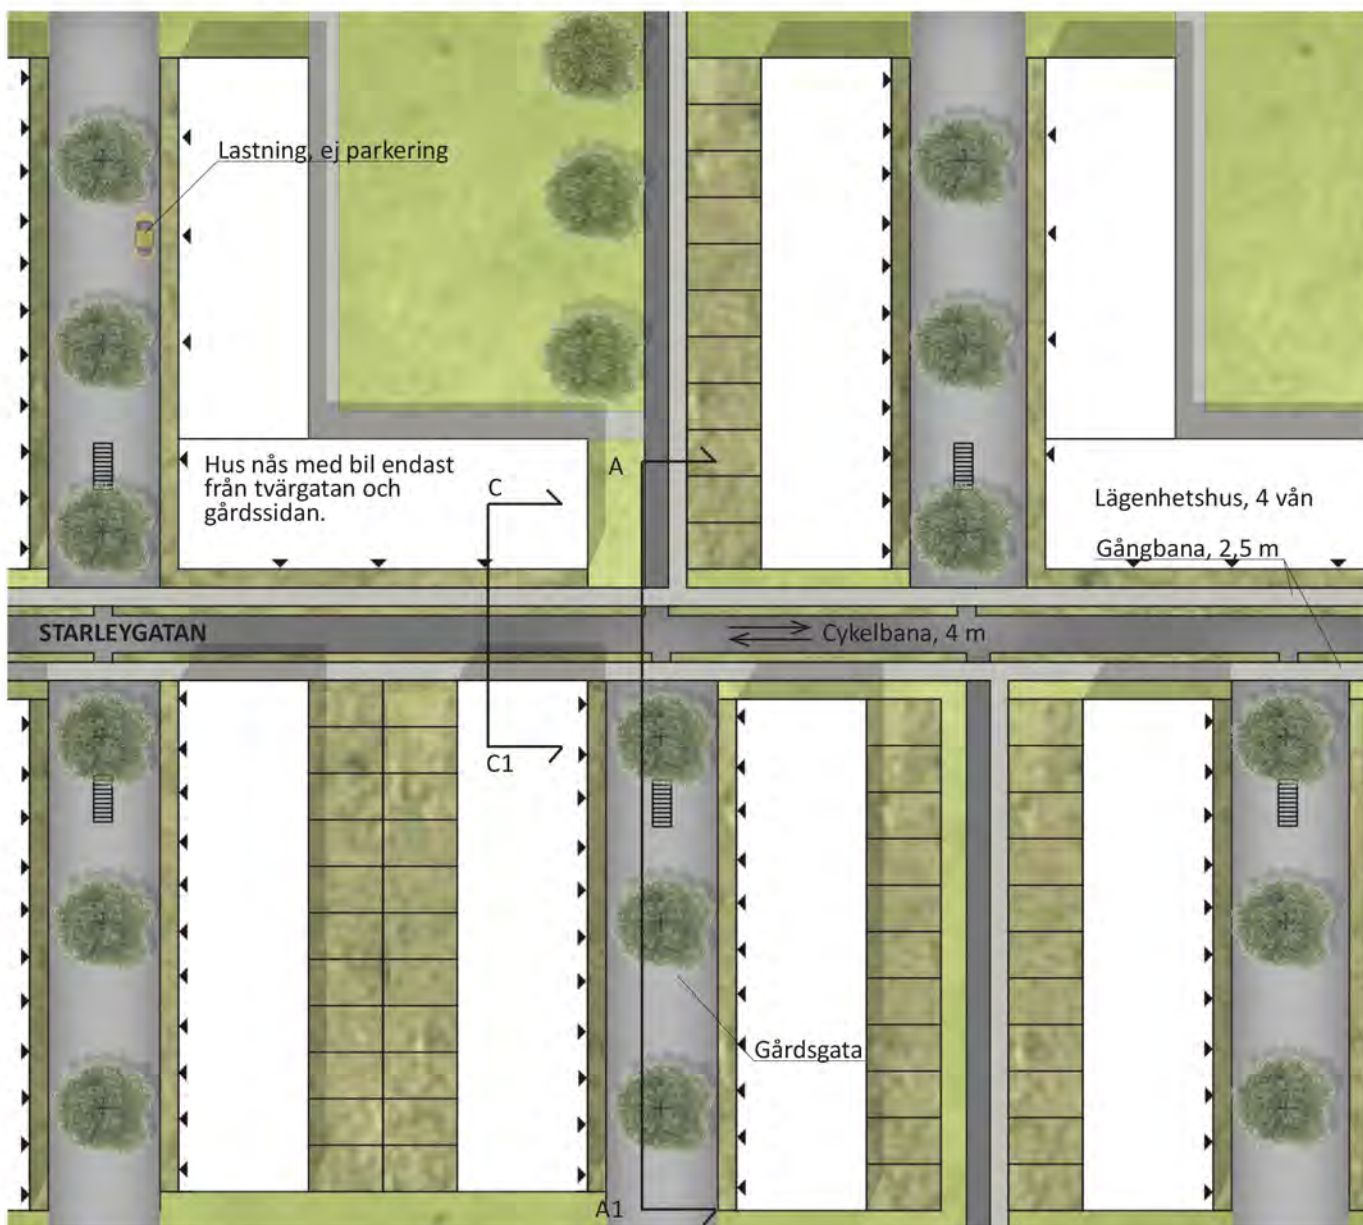 Lastning, ej parkering
Hus nås med bil endast
från tvärgatan och
gårdssidan.
C
A
Lägenhetshus, 4 vån
Gångbana, 2,5 m
STARLEYGATAN
Cykelbana, 4 m
C1
Gårdsgata
A1